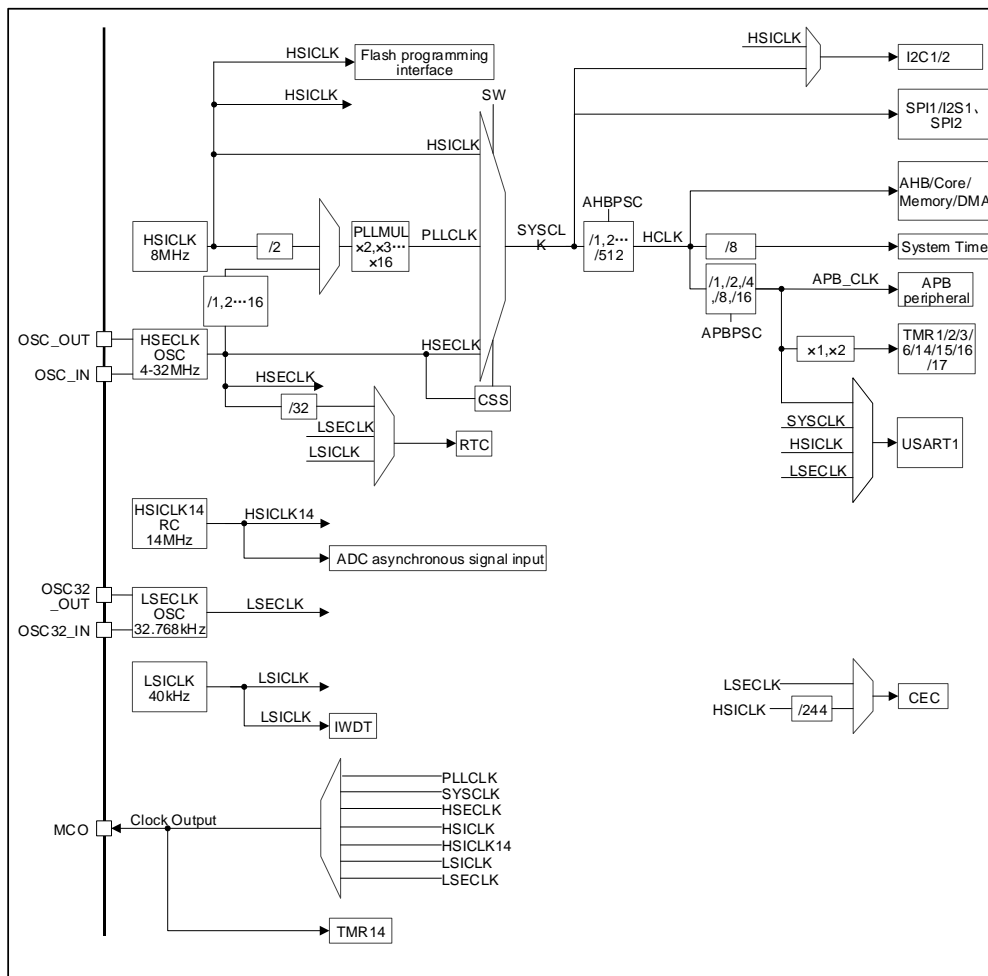 HSICLK
Flash programming
interface
HSICLK
HSICLK
I2C1/2
SW
HSICLK
SPI1/I2S1、
SPI2
HSICLK
8MHz
/2
PLLMUL
×2,×3…
×16
PLLCLK
SYSCL
K
AHBPSC
/1,2…
/512
HCLK
AHB/Core/
Memory/DMA
/8
System Time
/1,/2,/4
,/8,/16
APBPSC
APB_CLK
APB
peripheral
/1,2…16
OSC_OUT
OSC_IN
HSECLK
OSC
4-32MHz
HSECLK
HSECLK
CSS
×1,×2
TMR1/2/3/
6/14/15/16
/17
/32
LSECLK
LSICLK
RTC
SYSCLK
HSICLK
LSECLK
USART1
HSICLK14
RC
14MHz
HSICLK14
ADC asynchronous signal input
OSC32
_OUT
OSC32_IN
LSECLK
OSC
32.768kHz
LSECLK
LSICLK
40kHz
LSICLK
LSICLK
IWDT
LSECLK
HSICLK
/244
CEC
MCO
Clock Output
PLLCLK
SYSCLK
HSECLK
HSICLK
HSICLK14
LSICLK
LSECLK
TMR14